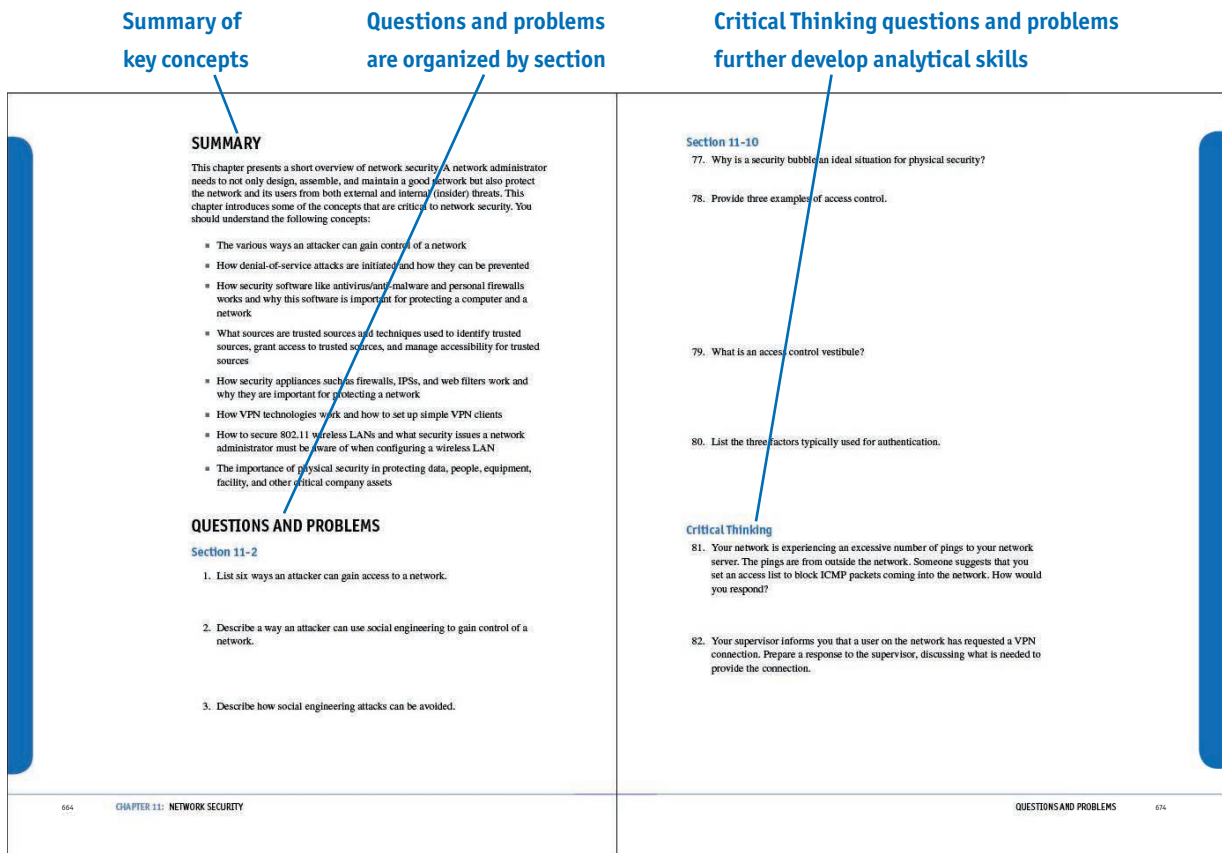 Summary of
key concepts
Questions and problems
are organized by section
Critical Thinking questions and problems
further develop analytical skills
SUMMARY
This chapter presents a short overview of network security. A network administrator
needs to not only design, assemble, and maintain a good network but also protect
the network and its users from both external and internal (insider) threats. This
chapter introduces some of the concepts that are critical to network security. You
should understand the following concepts:
■ The various ways an attacker can gain control of a network
■ How denial-of-service attacks are initiated and how they can be prevented
■ How security software like antivirus/anti-malware and personal firewalls
works and why this software is important for protecting a computer and a
network
■ What sources are trusted sources and techniques used to identify trusted
sources, grant access to trusted sources, and manage accessibility for trusted
sources
■ How security appliances such as firewalls, IPSs, and web filters work and
why they are important for protecting a network
■ How VPN technologies work and how to set up simple VPN clients
■ How to secure 802.11 wireless LANs and what security issues a network
administrator must be aware of when configuring a wireless LAN
■ The importance of physical security in protecting data, people, equipment,
facility, and other critical company assets
QUESTIONS AND PROBLEMS
Section 11-2
1. List six ways an attacker can gain access to a network.
2. Describe a way an attacker can use social engineering to gain control of a
network.
3. Describe how social engineering attacks can be avoided.
664 CHAPTER 11: NETWORK SECURITY
Section 11-10
77. Why is a security bubble an ideal situation for physical security?
78. Provide three examples of access control.
79. What is an access control vestibule?
80. List the three factors typically used for authentication.
Critical Thinking
81. Your network is experiencing an excessive number of pings to your network
server. The pings are from outside the network. Someone suggests that you
set an access list to block ICMP packets coming into the network. How would
you respond?
82. Your supervisor informs you that a user on the network has requested a VPN
connection. Prepare a response to the supervisor, discussing what is needed to
provide the connection.
QUESTIONS AND PROBLEMS 674